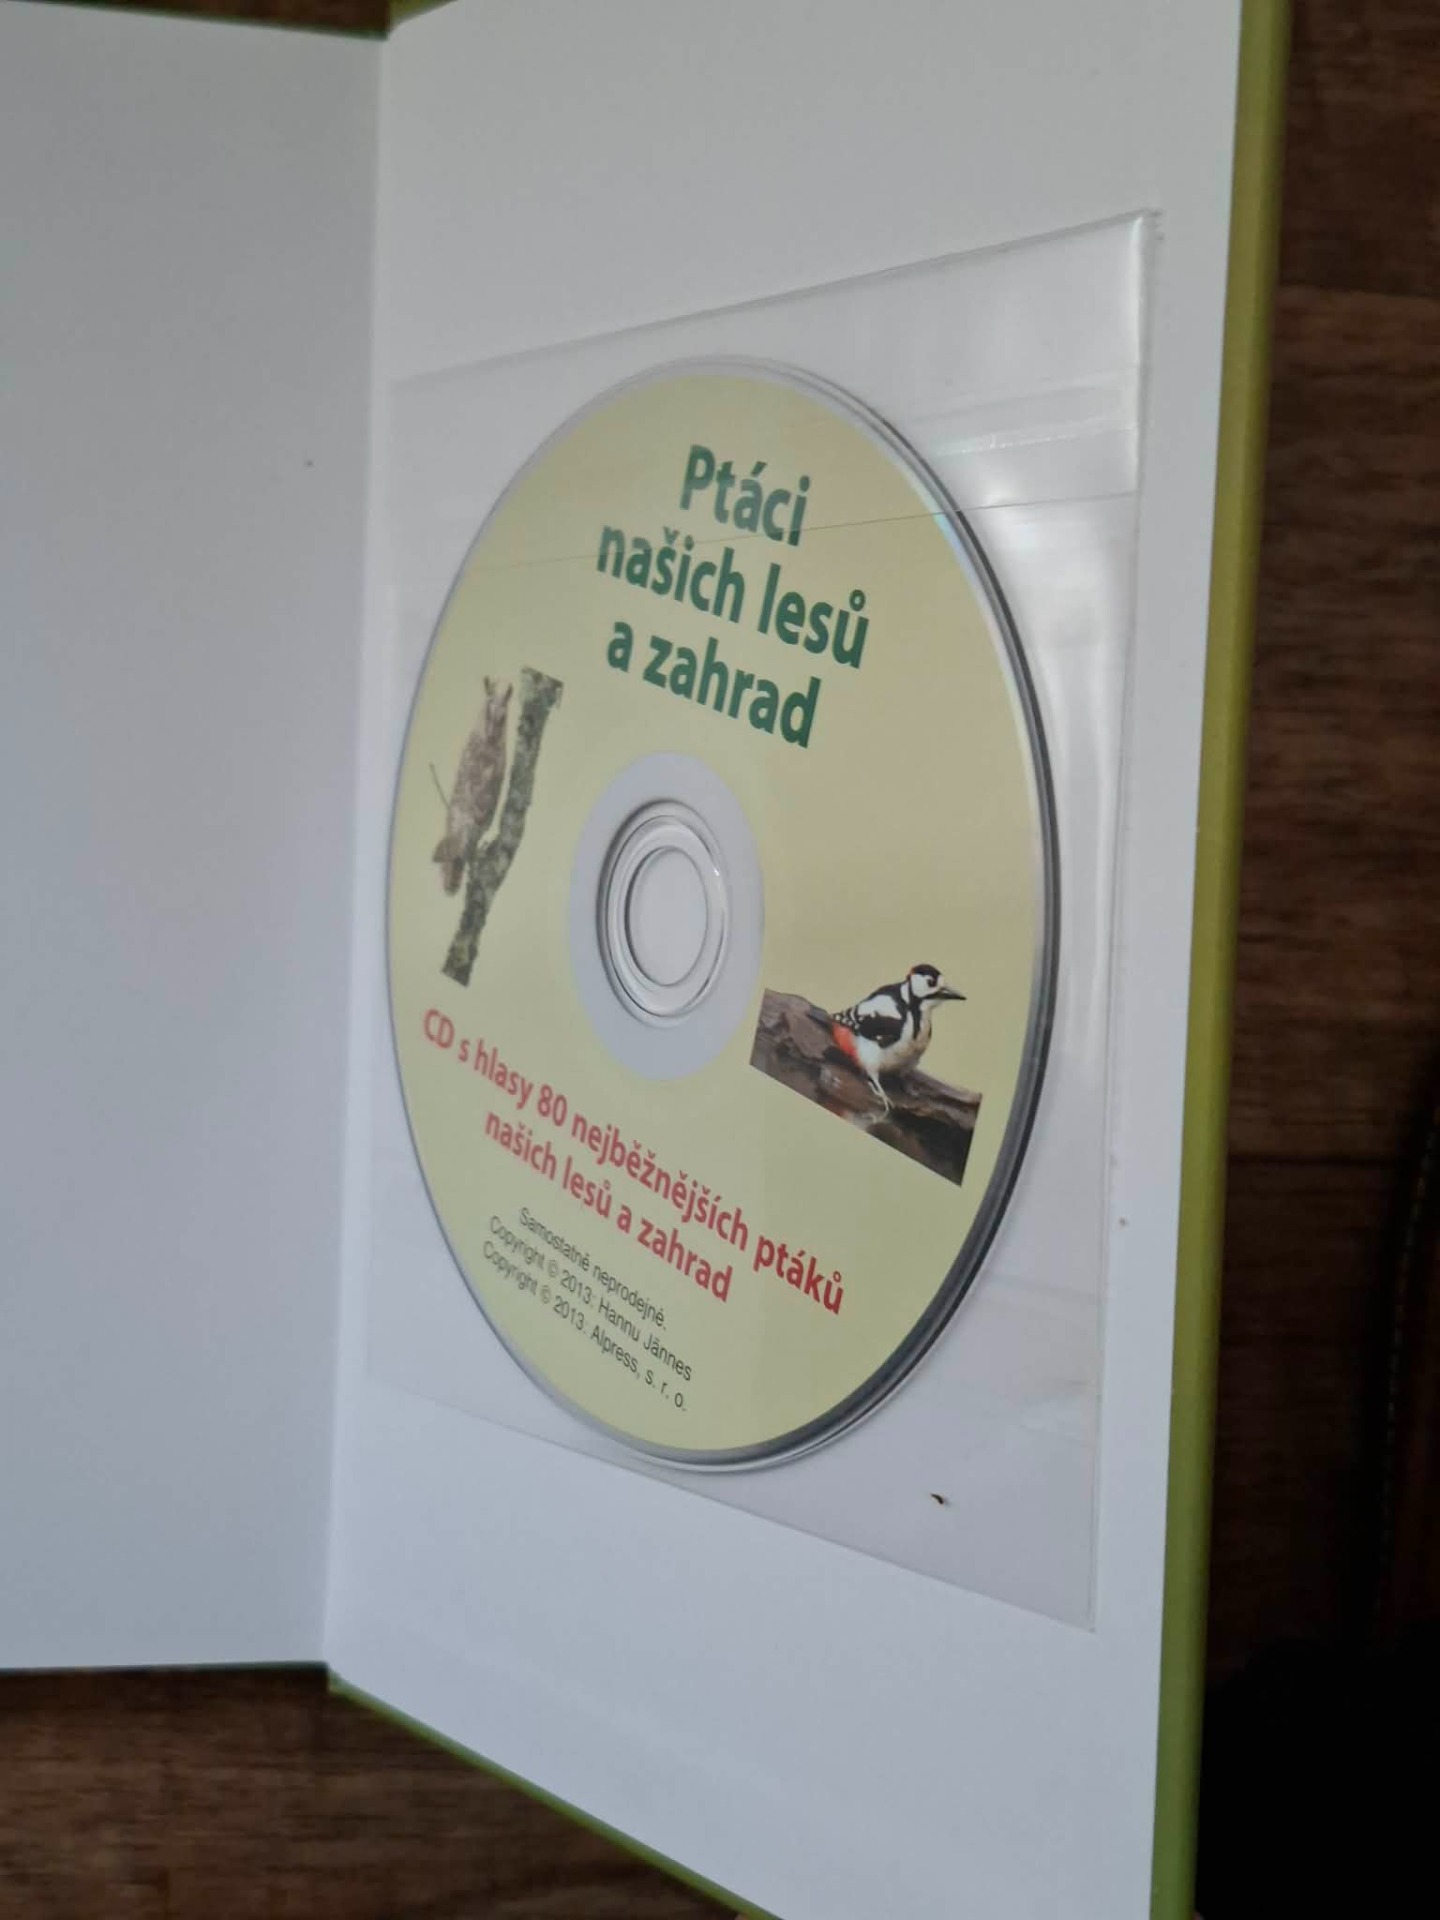 Ptáci
našich lesů
a zahrad
CD s hlasy 80 nejběžnějších ptáků
našich lesů a zahrad
Samostatně neprodejné.
Copyright © 2013: Hannu Jännes
Copyright © 2013: Alpress, s. r. o.